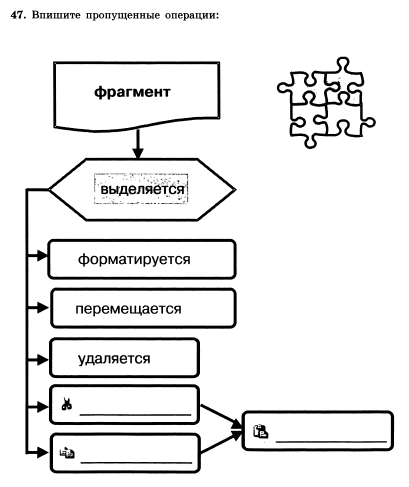 47. Впишите пропущенные операции:
фрагмент
выделяется
форматируется
перемещается
удаляется